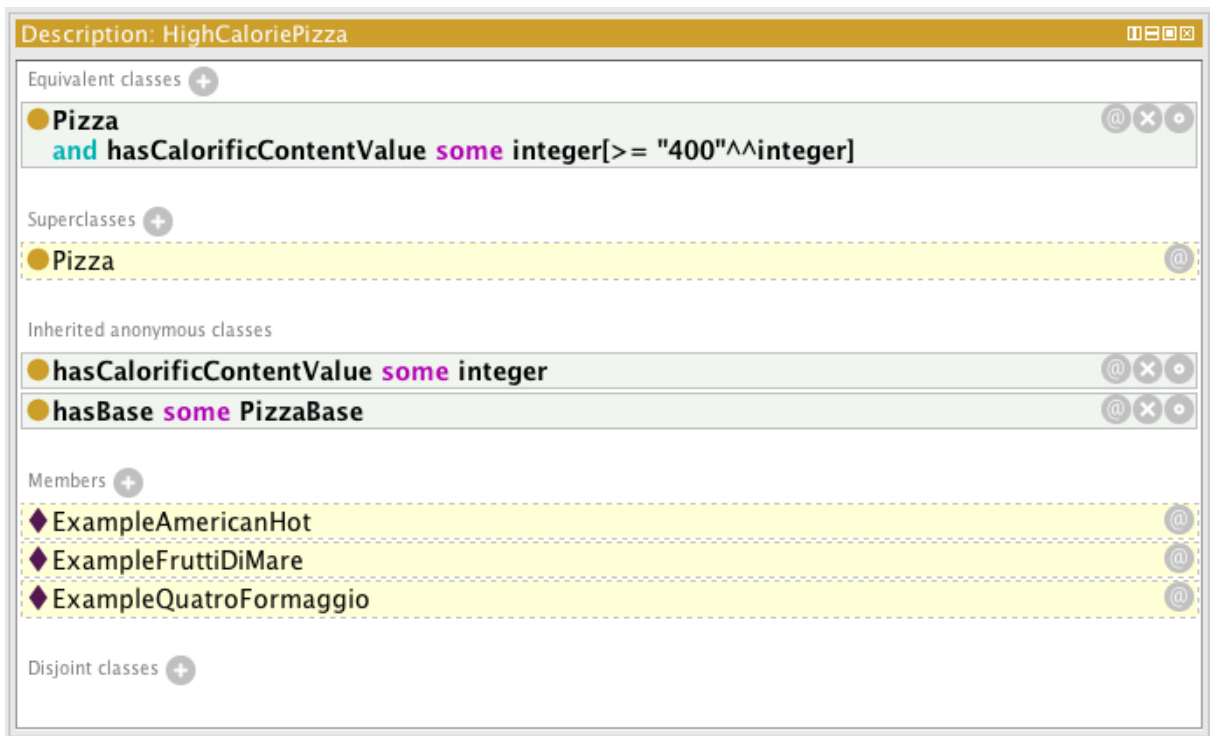 Description: HighCaloriePizza
Equivalent classes
Pizza
and hasCalorificContentValue some integer[>= "400"^^integer]
Superclasses
Pizza
Inherited anonymous classes
hasCalorificContentValue some integer
hasBase some PizzaBase
Members
ExampleAmericanHot
ExampleFruttiDiMare
ExampleQuatroFormaggio
Disjoint classes